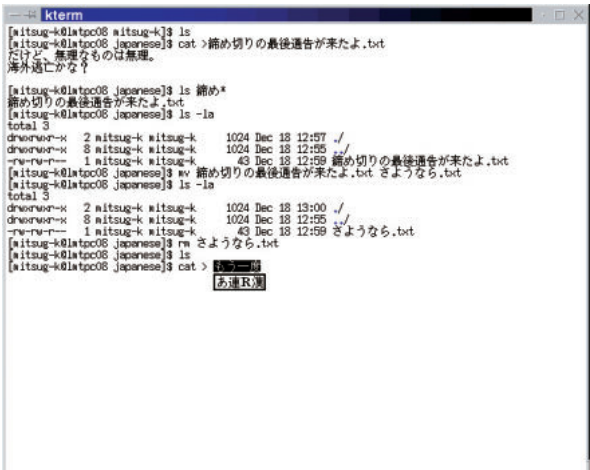 kterm
[mitsug-k@lmtpc08 mitsug-k]$ ls
[mitsug-k@lmtpc08 japanese]$ cat >締め切りの最後通告が来たよ.txt
だけど、無理なものは無理。
海外逃亡かな？
[mitsug-k@lmtpc08 japanese]$ ls 締め*
締め切りの最後通告が来たよ.txt
[mitsug-k@lmtpc08 japanese]$ ls -la
total 3
drwxrwxr-x 2 mitsug-k mitsug-k 1024 Dec 18 12:57 ./
drwxrwxr-x 8 mitsug-k mitsug-k 1024 Dec 18 12:55 ../
-rw-rw-r-- 1 mitsug-k mitsug-k 43 Dec 18 12:59 締め切りの最後通告が来たよ.txt
[mitsug-k@lmtpc08 japanese]$ mv 締め切りの最後通告が来たよ.txt さようなら.txt
[mitsug-k@lmtpc08 japanese]$ ls -la
total 3
drwxrwxr-x 2 mitsug-k mitsug-k 1024 Dec 18 13:00 ./
drwxrwxr-x 8 mitsug-k mitsug-k 1024 Dec 18 12:55 ../
-rw-rw-r-- 1 mitsug-k mitsug-k 43 Dec 18 12:59 さようなら.txt
[mitsug-k@lmtpc08 japanese]$ rm さようなら.txt
[mitsug-k@lmtpc08 japanese]$ ls
[mitsug-k@lmtpc08 japanese]$ cat > もう一度
あ連R漢